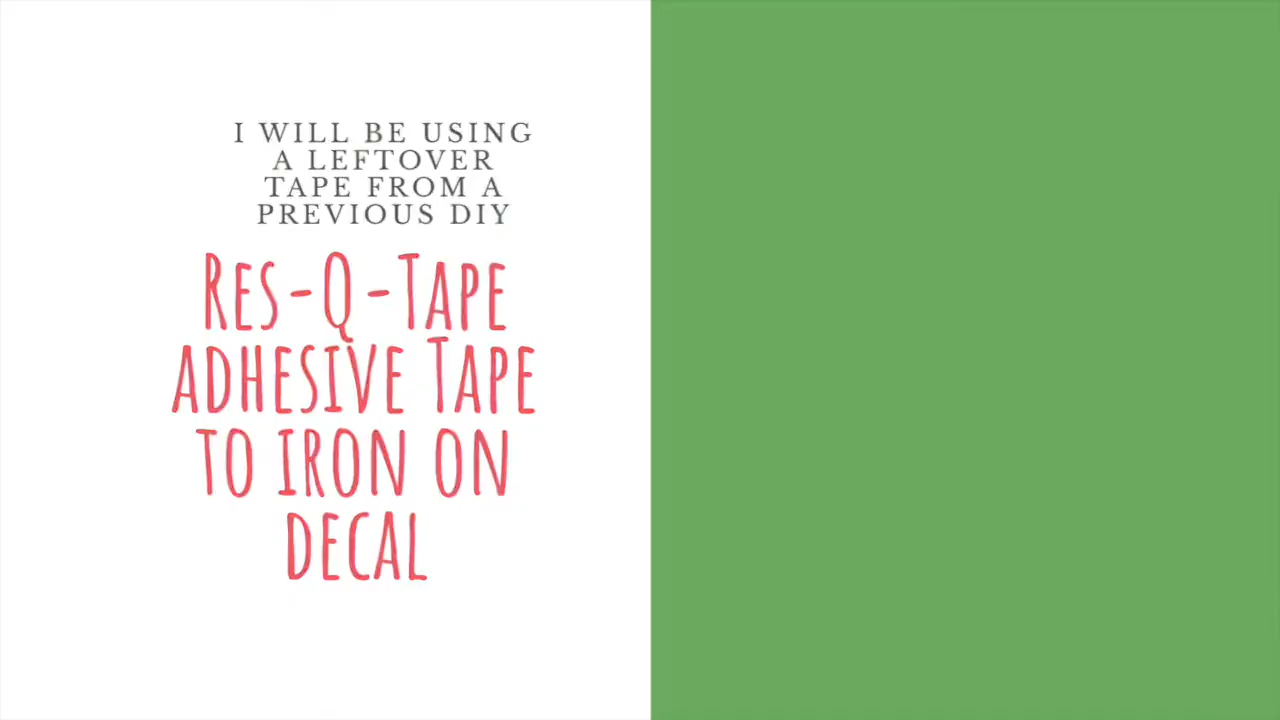 I WILL BE USING
A LEFTOVER
TAPE FROM A
PREVIOUS DIY
RES-Q-TAPE
ADHESIVE TAPE
TO IRON ON
DECAL